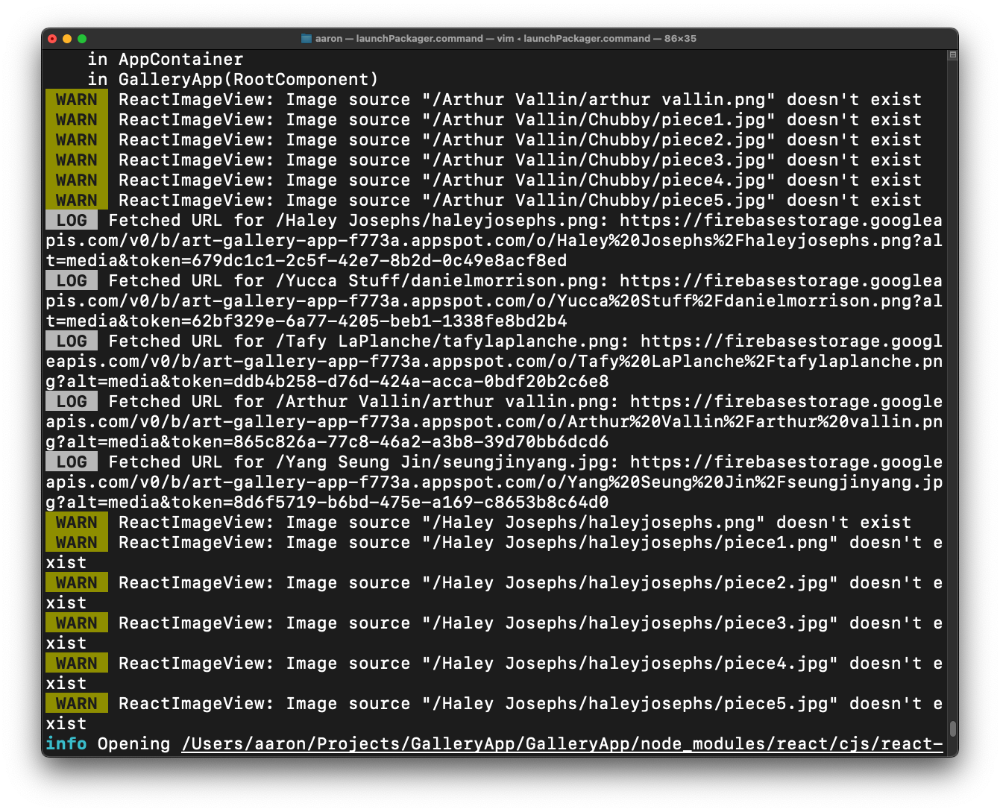 aaron — launchPackager.command — vim ◂ launchPackager.command — 86×35
in AppContainer
in GalleryApp(RootComponent)
WARN ReactImageView: Image source "/Arthur Vallin/arthur vallin.png" doesn't exist
WARN ReactImageView: Image source "/Arthur Vallin/Chubby/piece1.jpg" doesn't exist
WARN ReactImageView: Image source "/Arthur Vallin/Chubby/piece2.jpg" doesn't exist
WARN ReactImageView: Image source "/Arthur Vallin/Chubby/piece3.jpg" doesn't exist
WARN ReactImageView: Image source "/Arthur Vallin/Chubby/piece4.jpg" doesn't exist
WARN ReactImageView: Image source "/Arthur Vallin/Chubby/piece5.jpg" doesn't exist
LOG Fetched URL for /Haley Josephs/haleyjosephs.png: https://firebasestorage.googlea
pis.com/v0/b/art-gallery-app-f773a.appspot.com/o/Haley%20Josephs%2Fhaleyjosephs.png?al
t=media&token=679dc1c1-2c5f-42e7-8b2d-0c49e8acf8ed
LOG Fetched URL for /Yucca Stuff/danielmorrison.png: https://firebasestorage.googlea
pis.com/v0/b/art-gallery-app-f773a.appspot.com/o/Yucca%20Stuff%2Fdanielmorrison.png?al
t=media&token=62bf329e-6a77-4205-beb1-1338fe8bd2b4
LOG Fetched URL for /Tafy LaPlanche/tafylaplanche.png: https://firebasestorage.googl
eapis.com/v0/b/art-gallery-app-f773a.appspot.com/o/Tafy%20LaPlanche%2Ftafylaplanche.pn
g?alt=media&token=ddb4b258-d76d-424a-acca-0bdf20b2c6e8
LOG Fetched URL for /Arthur Vallin/arthur vallin.png: https://firebasestorage.google
apis.com/v0/b/art-gallery-app-f773a.appspot.com/o/Arthur%20Vallin%2Farthur%20vallin.pn
g?alt=media&token=865c826a-77c8-46a2-a3b8-39d70bb6dcd6
LOG Fetched URL for /Yang Seung Jin/seungjinyang.jpg: https://firebasestorage.google
apis.com/v0/b/art-gallery-app-f773a.appspot.com/o/Yang%20Seung%20Jin%2Fseungjinyang.jp
g?alt=media&token=8d6f5719-b6bd-475e-a169-c8653b8c64d0
WARN ReactImageView: Image source "/Haley Josephs/haleyjosephs.png" doesn't exist
WARN ReactImageView: Image source "/Haley Josephs/haleyjosephs/piece1.png" doesn't e
xist
WARN ReactImageView: Image source "/Haley Josephs/haleyjosephs/piece2.jpg" doesn't e
xist
WARN ReactImageView: Image source "/Haley Josephs/haleyjosephs/piece3.jpg" doesn't e
xist
WARN ReactImageView: Image source "/Haley Josephs/haleyjosephs/piece4.jpg" doesn't e
xist
WARN ReactImageView: Image source "/Haley Josephs/haleyjosephs/piece5.jpg" doesn't e
xist
info Opening /Users/aaron/Projects/GalleryApp/GalleryApp/node_modules/react/cjs/react-